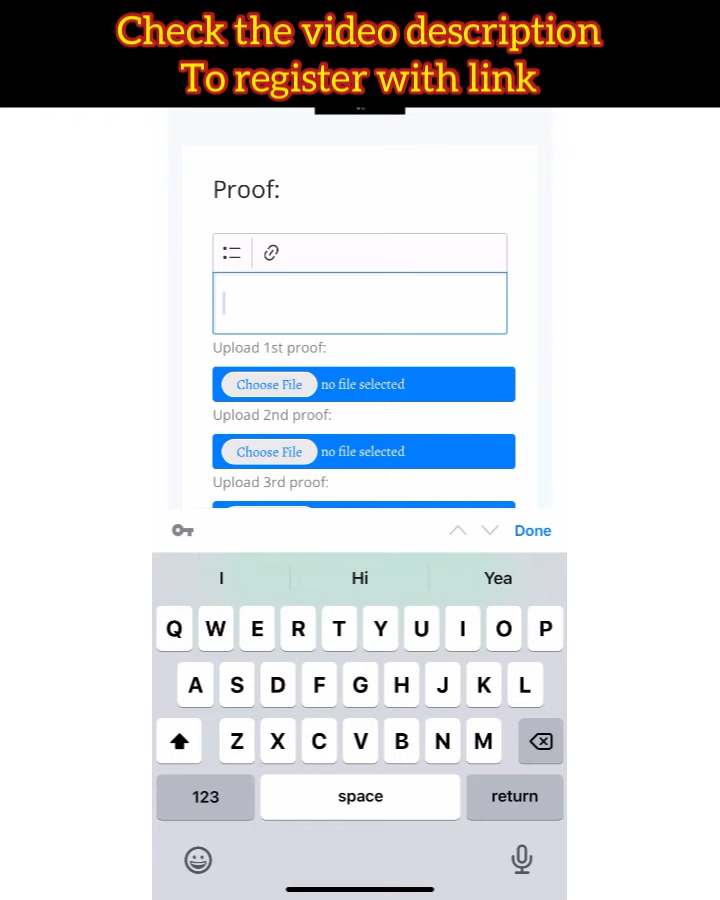 Check the video description
To register with link
Proof:
Upload 1st proof:
Choose File no file selected
Upload 2nd proof:
Choose File no file selected
Upload 3rd proof:
Done
I Hi Yea
Q W E R T Y U I O P
A S D F G H J K L
Z X C V B N M
123 space return